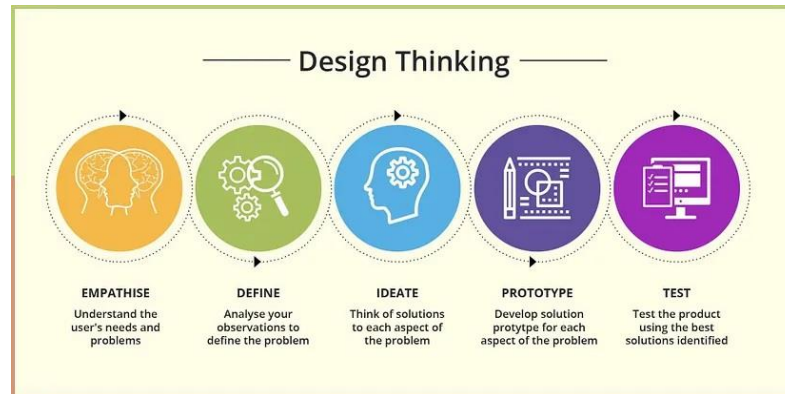 Design Thinking
EMPATHISE
Understand the
user's needs and
problems
DEFINE
Analyse your
observations to
define the problem
IDEATE
Think of solutions
to each aspect of
the problem
PROTOTYPE
Develop solution
protytpe for each
aspect of the problem
TEST
Test the product
using the best
solutions identified